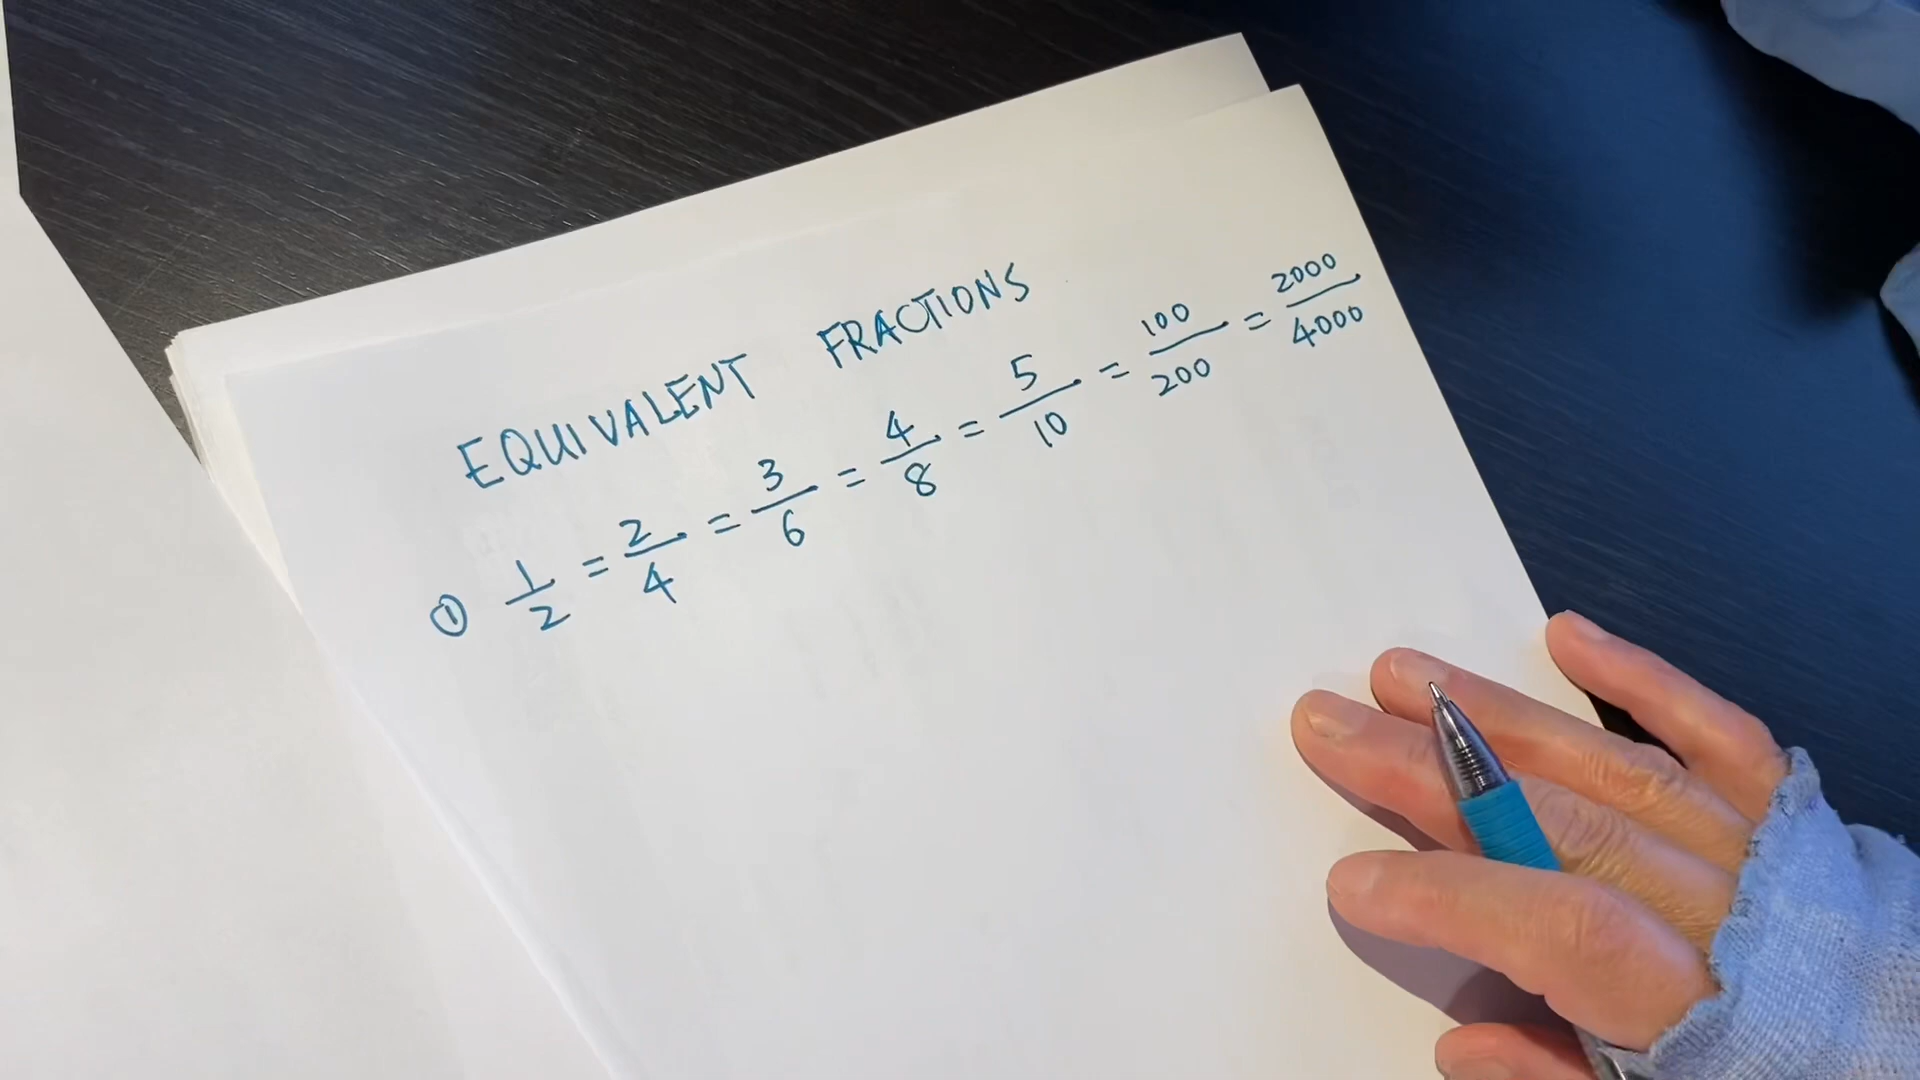 EQUIVALENT FRACTIONS
① 1/2 = 2/4 = 3/6 = 4/8 = 5/10 = 100/200 = 2000/4000